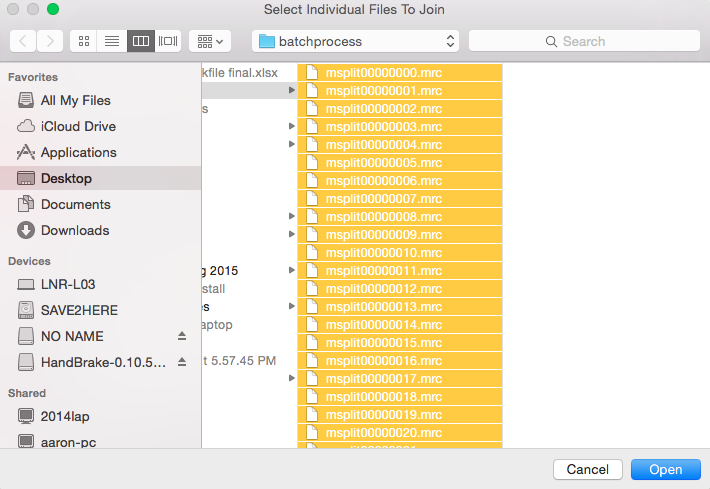 Select Individual Files To Join
batchprocess
Search
Favorites
All My Files
iCloud Drive
Applications
Desktop
Documents
Downloads
Devices
LNR-L03
SAVE2HERE
NO NAME
HandBrake-0.10.5...
Shared
2014lap
aaron-pc
kfile final.xlsx
s
g 2015
stall
es
aptop
t 5.57.45 PM
msplit00000000.mrc
msplit00000001.mrc
msplit00000002.mrc
msplit00000003.mrc
msplit00000004.mrc
msplit00000005.mrc
msplit00000006.mrc
msplit00000007.mrc
msplit00000008.mrc
msplit00000009.mrc
msplit00000010.mrc
msplit00000011.mrc
msplit00000012.mrc
msplit00000013.mrc
msplit00000014.mrc
msplit00000015.mrc
msplit00000016.mrc
msplit00000017.mrc
msplit00000018.mrc
msplit00000019.mrc
msplit00000020.mrc
Cancel
Open